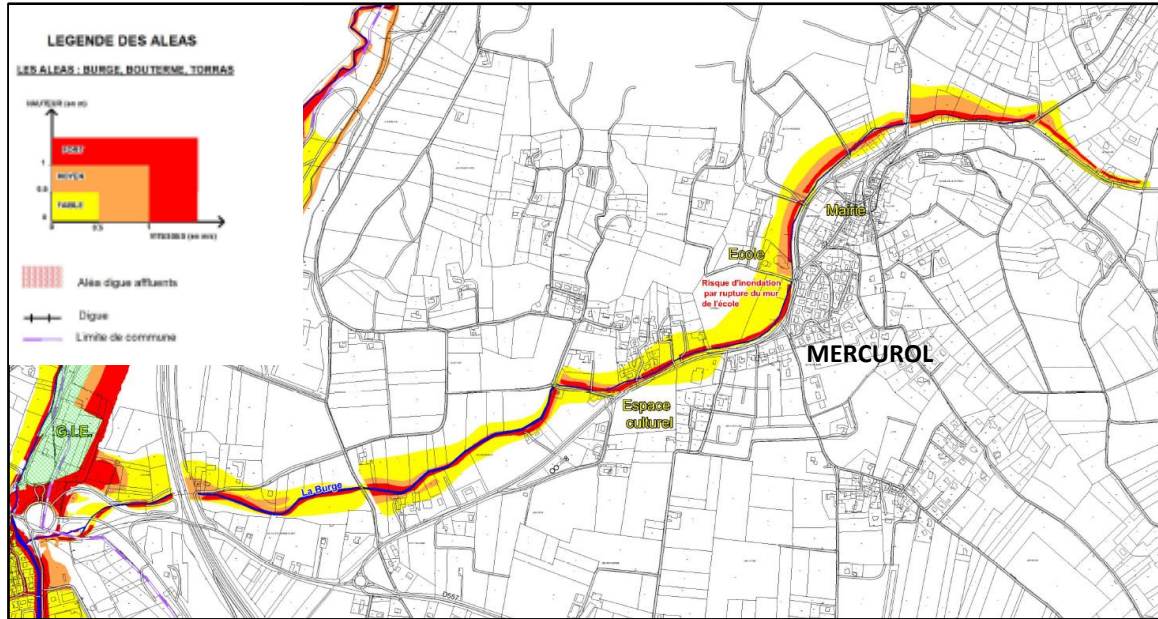 LEGENDE DES ALEAS
LES ALEAS : BURGE, BOUTERME, TORRAS
HAUTEUR (en m)
FORT
1
MOYEN
0.5
FAIBLE
0
0
0.5
1
VITESSES (en m/s)
Aléa digue affluents
Digue
Limite de commune
Mairie
Ecole
Risque d'inondation
par rupture du mur
de l'école
MERCUROL
Espace
culturel
G.I.E.
La Burge
D557